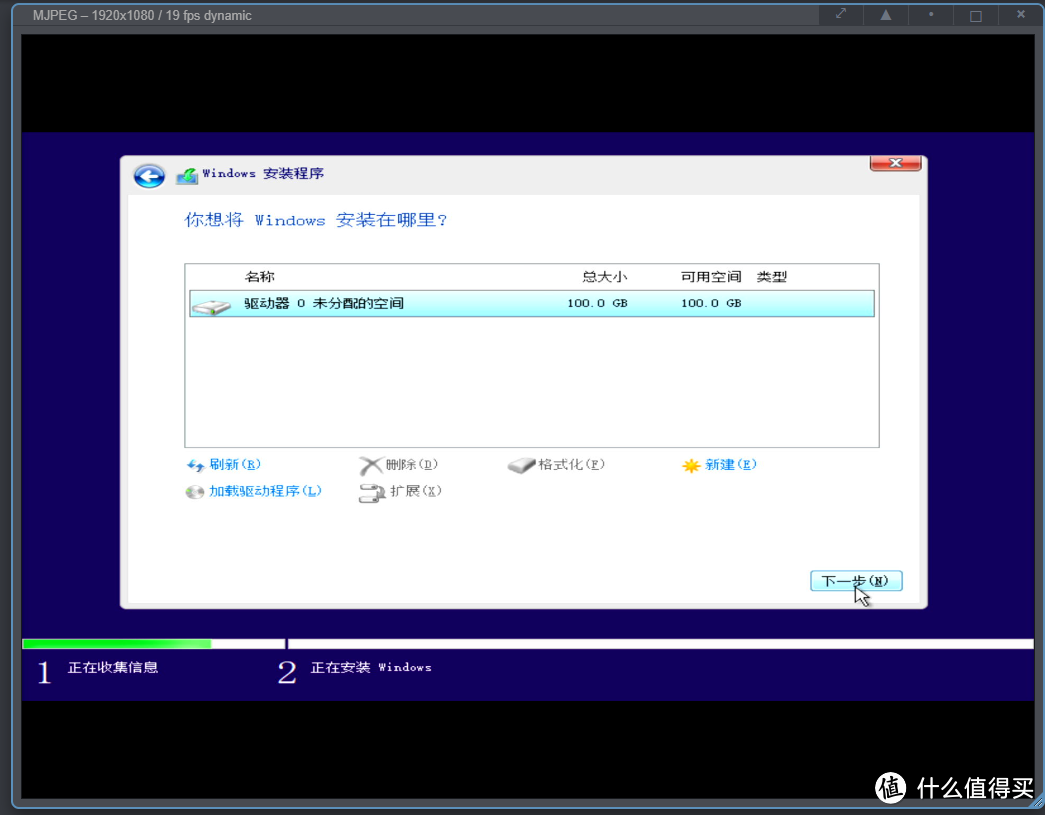 MJPEG – 1920x1080 / 19 fps dynamic
Windows 安装程序
你想将 Windows 安装在哪里?
名称 总大小 可用空间 类型
驱动器 0 未分配的空间 100.0 GB 100.0 GB
刷新(R) 删除(D) 格式化(F) 新建(E)
加载驱动程序(L) 扩展(X)
下一步(N)
1 正在收集信息 2 正在安装 Windows
值 什么值得买